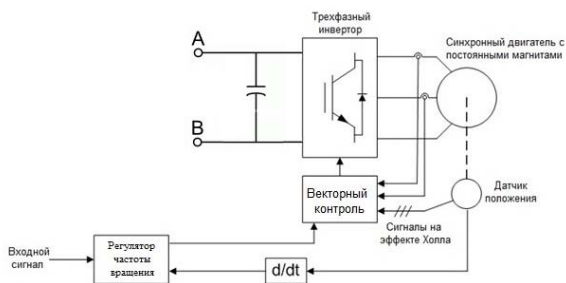 Трехфазный
инвертор
A
B
Синхронный двигатель с
постоянными магнитами
Векторный
контроль
Датчик
положения
Сигналы на
эффекте Холла
Входной
сигнал
Регулятор
частоты
вращения
d/dt